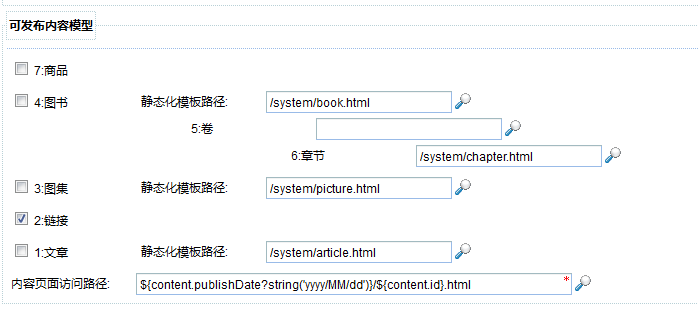 可发布内容模型
7:商品
4:图书 静态化模板路径: /system/book.html
5:卷
6:章节 /system/chapter.html
3:图集 静态化模板路径: /system/picture.html
2:链接
1:文章 静态化模板路径: /system/article.html
内容页面访问路径: ${content.publishDate?string('yyyy/MM/dd')}/${content.id}.html *